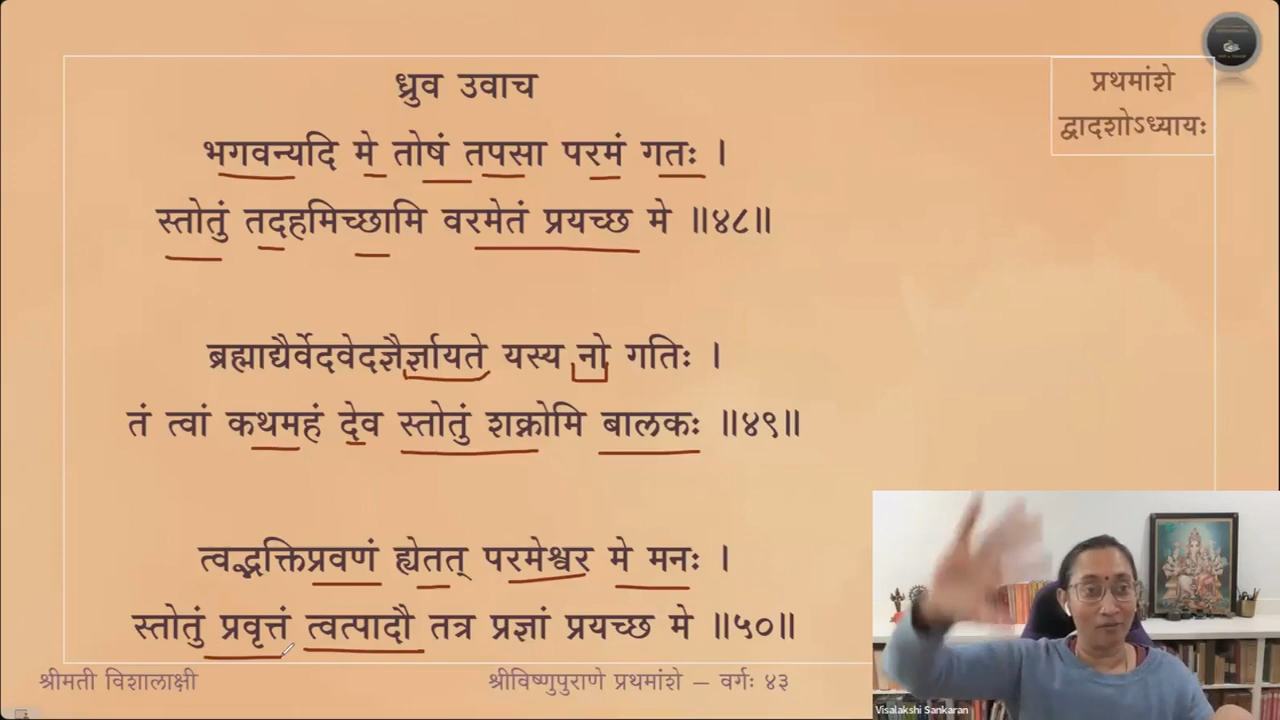 ध्रुव उवाच
प्रथमांशे
द्वादशोऽध्यायः
भगवन्यदि मे तोषं तपसा परमं गतः ।
स्तोतुं तदहमिच्छामि वरमेतं प्रयच्छ मे ॥४८॥
ब्रह्माद्यैर्वेदवेदज्ञैर्ज्ञायते यस्य नो गतिः ।
तं त्वां कथमहं देव स्तोतुं शक्नोमि बालकः ॥४९॥
त्वद्भक्तिप्रवणं ह्येतत् परमेश्वर मे मनः ।
स्तोतुं प्रवृत्तं त्वत्पादौ तत्र प्रज्ञां प्रयच्छ मे ॥५०॥
श्रीमती विशालाक्षी
श्रीविष्णुपुराणे प्रथमांशे – वर्गः ४३
Visalakshi Sankaran